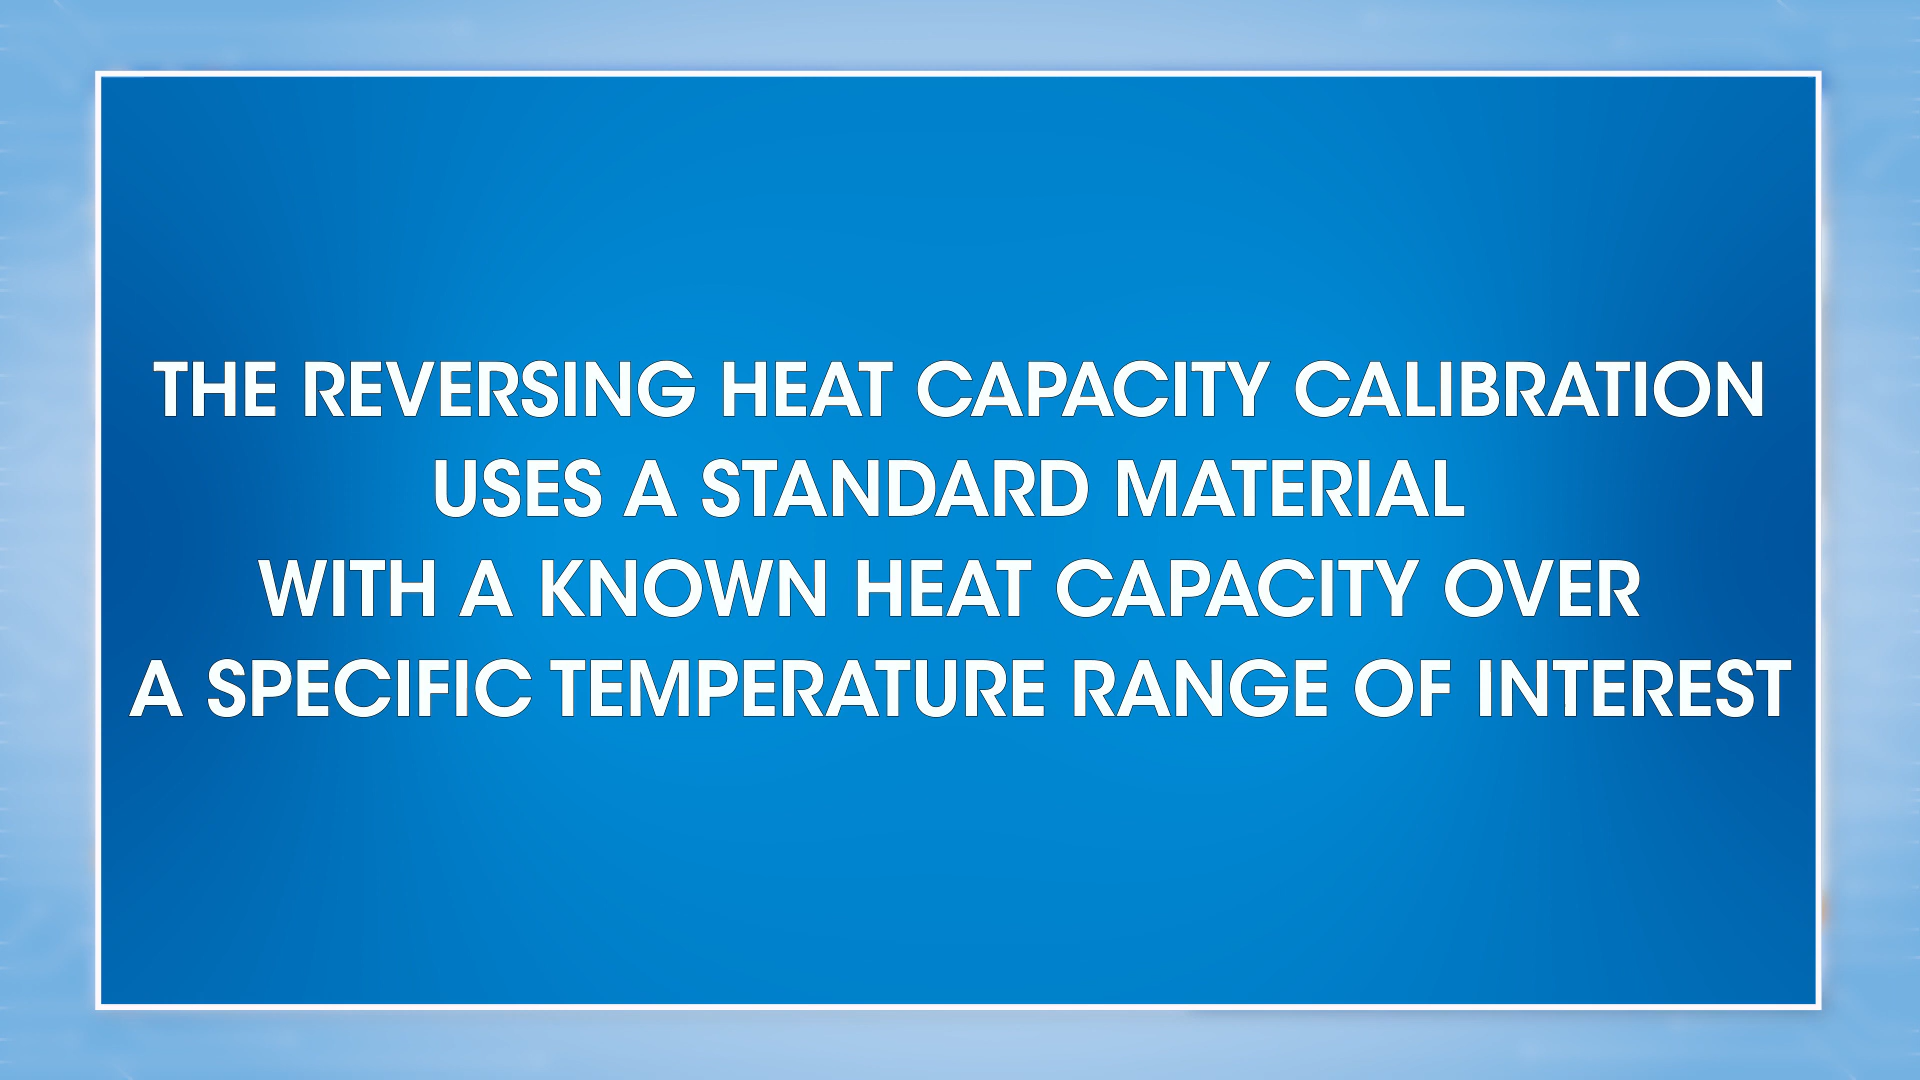 THE REVERSING HEAT CAPACITY CALIBRATION
USES A STANDARD MATERIAL
WITH A KNOWN HEAT CAPACITY OVER
A SPECIFIC TEMPERATURE RANGE OF INTEREST